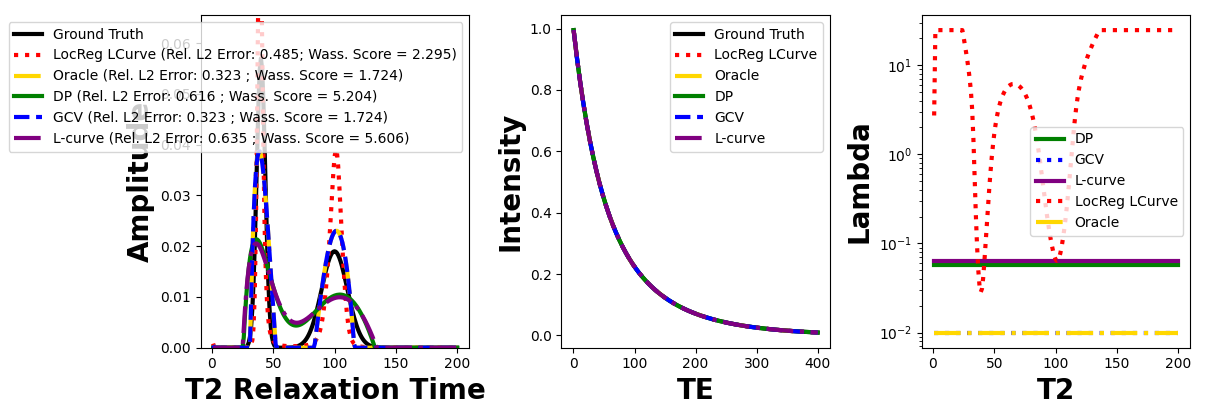 Ground Truth
LocReg LCurve (Rel. L2 Error: 0.485; Wass. Score = 2.295)
Oracle (Rel. L2 Error: 0.323 ; Wass. Score = 1.724)
DP (Rel. L2 Error: 0.616 ; Wass. Score = 5.204)
GCV (Rel. L2 Error: 0.323 ; Wass. Score = 1.724)
L-curve (Rel. L2 Error: 0.635 ; Wass. Score = 5.606)
Amplitude
0.06
0.05
0.04
0.03
0.02
0.01
0.00
0
50
100
150
200
T2 Relaxation Time
Ground Truth
LocReg LCurve
Oracle
DP
GCV
L-curve
Intensity
1.0
0.8
0.6
0.4
0.2
0.0
0
100
200
300
400
TE
DP
GCV
L-curve
LocReg LCurve
Oracle
Lambda
10¹
10⁰
10⁻¹
10⁻²
0
50
100
150
200
T2